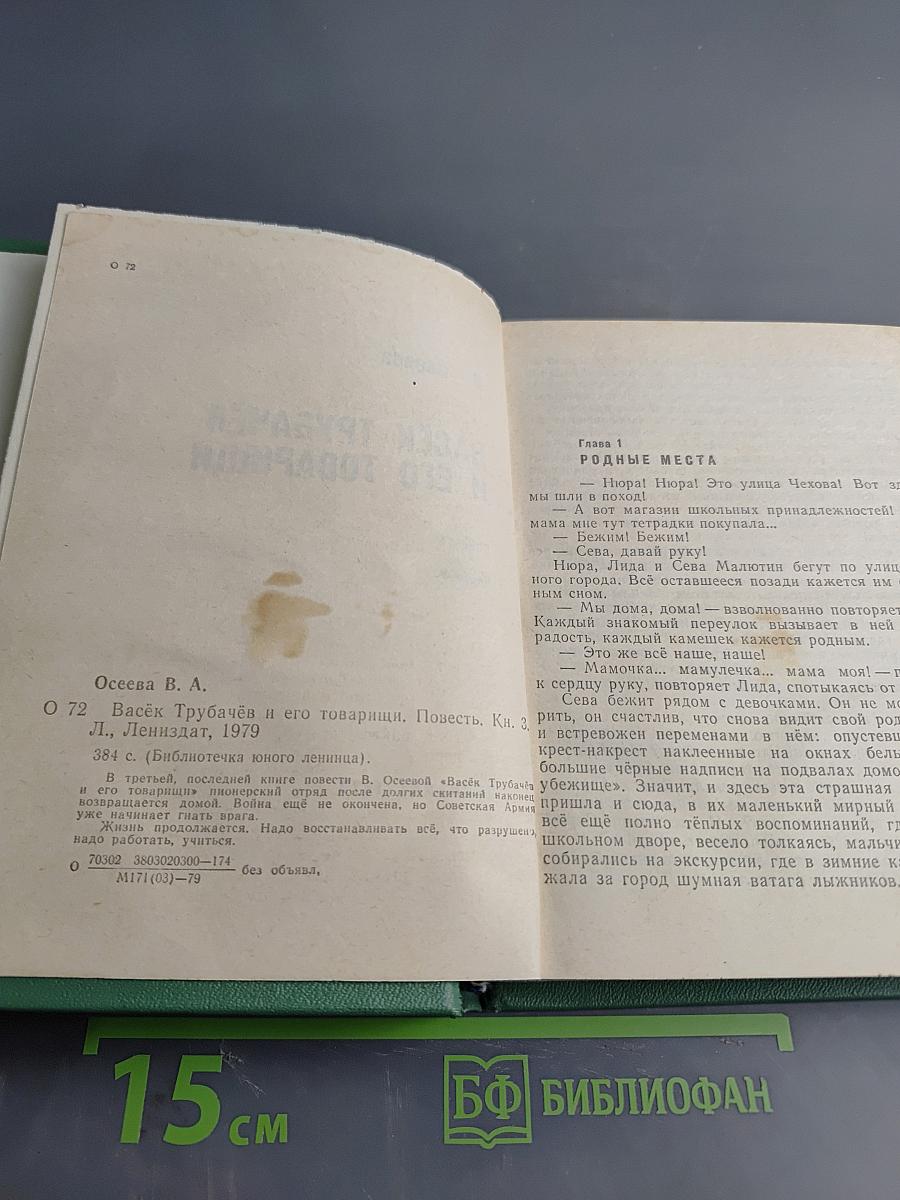 О 72
Осеева В. А.
О 72 Васёк Трубачёв и его товарищи. Повесть. Кн. 3.
Л., Лениздат, 1979
384 с. (Библиотечка юного ленинца).
В третьей, последней книге повести В. Осеевой «Васёк Трубачёв
и его товарищи» пионерский отряд после долгих скитаний наконец
возвращается домой. Война ещё не окончена, но Советская Армия
уже начинает гнать врага.
Жизнь продолжается. Надо восстанавливать всё, что разрушено,
надо работать, учиться.
О 70302 3803020300—174
М171(03)—79 без объявл,
Глава 1
РОДНЫЕ МЕСТА
— Нюра! Нюра! Это улица Чехова! Вот
мы шли в поход!
— А вот магазин школьных принадлежностей!
мама мне тут тетрадки покупала...
— Бежим! Бежим!
— Сева, давай руку!
Нюра, Лида и Сева Малютин бегут по
ного города. Всё оставшееся позади кажется им
ным сном.
— Мы дома, дома! — взволнованно повторяет
Каждый знакомый переулок вызывает в ней
радость, каждый камешек кажется родным.
— Это же всё наше, наше!
— Мамочка... мамулечка... мама моя! —
к сердцу руку, повторяет Лида, спотыкаясь от
Сева бежит рядом с девочками. Он не
рить, он счастлив, что снова видит свой
и встревожен переменами в нём:
крест-накрест наклеенные на окнах
большие чёрные надписи на подвалах
убежище». Значит, и здесь эта страшная
пришла и сюда, в их маленький мирный
всё ещё полно тёплых воспоминаний,
школьном дворе, весело толкаясь,
собирались на экскурсии, где в зимние
жала за город шумная ватага лыжников.
15 см
БФ БИБЛИОФАН